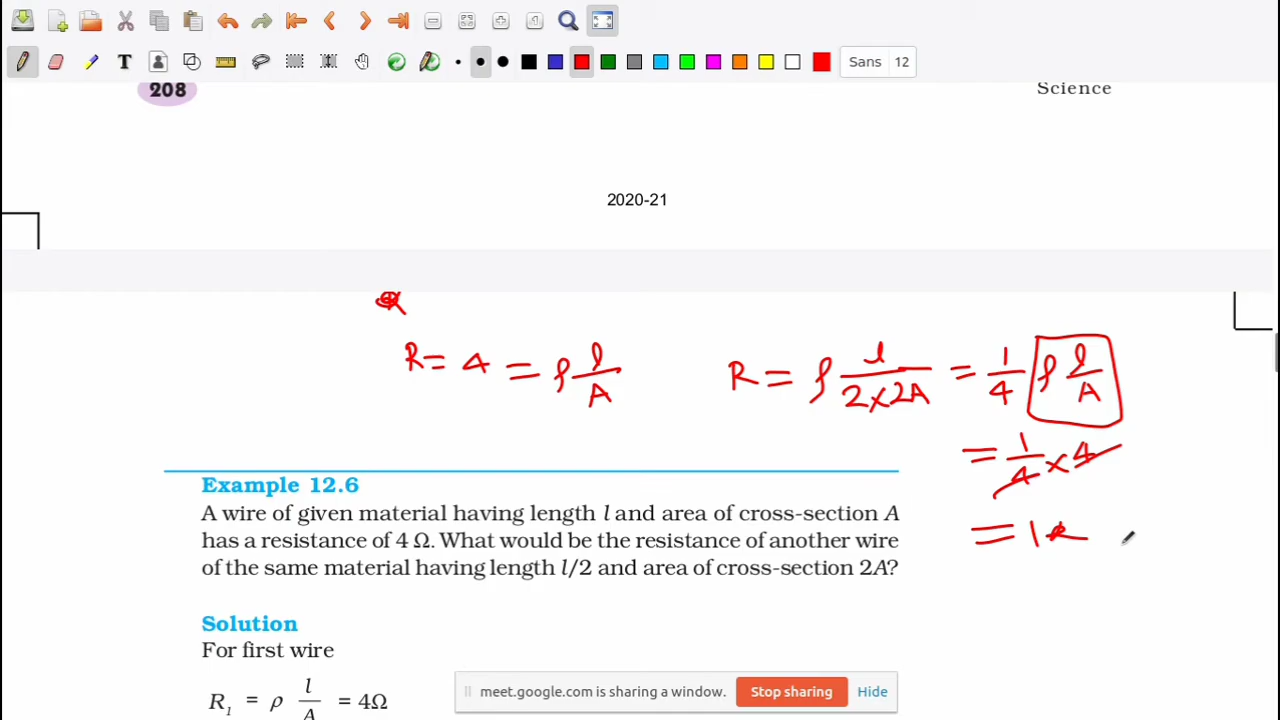 T
Sans 12
208
Science
2020-21
R = 4 = ρ l/A
R = ρ l/2×2A = 1/4 ρ l/A
= 1/4 × 4
= 1
Example 12.6
A wire of given material having length l and area of cross-section A
has a resistance of 4 Ω. What would be the resistance of another wire
of the same material having length l/2 and area of cross-section 2A?
Solution
For first wire
R₁ = ρ l/A = 4Ω
meet.google.com is sharing a window. Stop sharing Hide